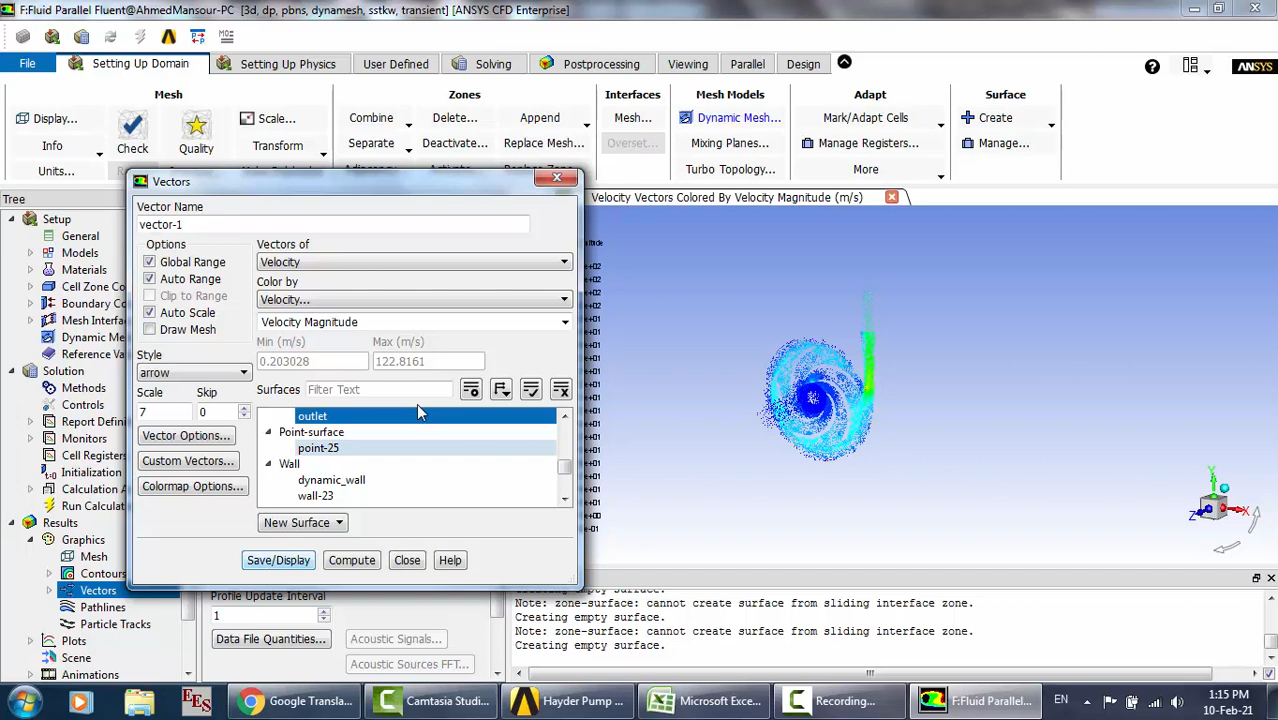 F:Fluid Parallel Fluent@AhmedMansour-PC [3d, dp, pbns, dynamesh, sstkw, transient] [ANSYS CFD Enterprise]
File
Setting Up Domain
Setting Up Physics
User Defined
Solving
Postprocessing
Viewing
Parallel
Design
ANSYS
Mesh
Zones
Interfaces
Mesh Models
Adapt
Surface
Display...
Info
Units...
Check
Quality
Scale...
Transform
Combine
Delete...
Append
Separate
Deactivate...
Replace Mesh...
Replace Zone...
Mesh...
Overset...
Dynamic Mesh...
Mixing Planes...
Turbo Topology...
Mark/Adapt Cells
Manage Registers...
More
Create
Manage...
Tree
Setup
General
Models
Materials
Cell Zone Co
Boundary Co
Mesh Interfa
Dynamic Me
Reference Va
Solution
Methods
Controls
Report Defini
Monitors
Cell Registers
Initialization
Calculation A
Run Calcula
Results
Graphics
Mesh
Contours
Vectors
Pathlines
Particle Tracks
Plots
Scene
Animations
Vectors
Vector Name
vector-1
Options
Global Range
Auto Range
Clip to Range
Auto Scale
Draw Mesh
Style
arrow
Scale
Skip
7
0
Vector Options...
Custom Vectors...
Colormap Options...
Vectors of
Velocity
Color by
Velocity...
Velocity Magnitude
Min (m/s)
Max (m/s)
0.203028
122.8161
Surfaces
Filter Text
outlet
Point-surface
point-25
Wall
dynamic_wall
wall-23
New Surface
Save/Display
Compute
Close
Help
Profile Update Interval
1
Data File Quantities...
Acoustic Signals...
Acoustic Sources FFT...
Velocity Vectors Colored By Velocity Magnitude (m/s)
Y
Z
X
Creating empty surface.
Note: zone-surface: cannot create surface from sliding interface zone.
Creating empty surface.
Note: zone-surface: cannot create surface from sliding interface zone.
Creating empty surface.
EES
Google Transla...
Camtasia Studi...
Hayder Pump ...
Microsoft Exce...
Recording...
F:Fluid Parallel...
EN
1:15 PM
10-Feb-21